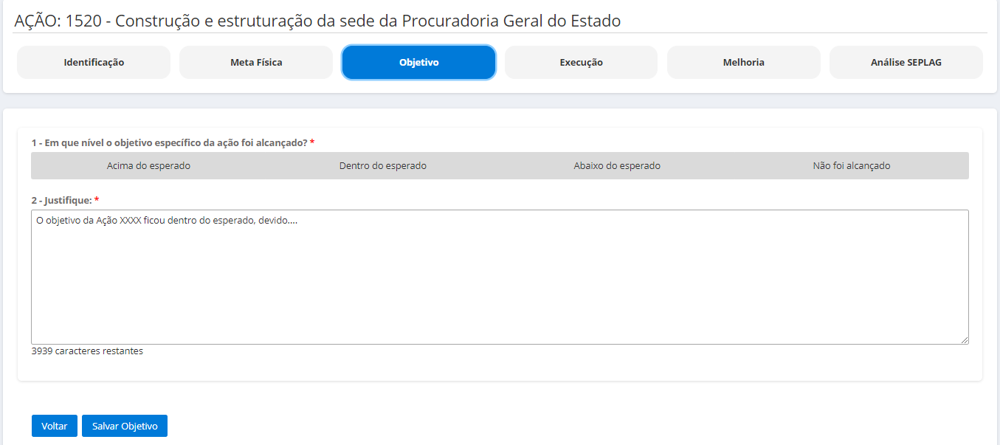 AÇÃO: 1520 - Construção e estruturação da sede da Procuradoria Geral do Estado
Identificação Meta Física Objetivo Execução Melhoria Análise SEPLAG
1 - Em que nível o objetivo específico da ação foi alcançado? *
Acima do esperado Dentro do esperado Abaixo do esperado Não foi alcançado
2 - Justifique: *
O objetivo da Ação XXXX ficou dentro do esperado, devido....
3939 caracteres restantes
Voltar Salvar Objetivo